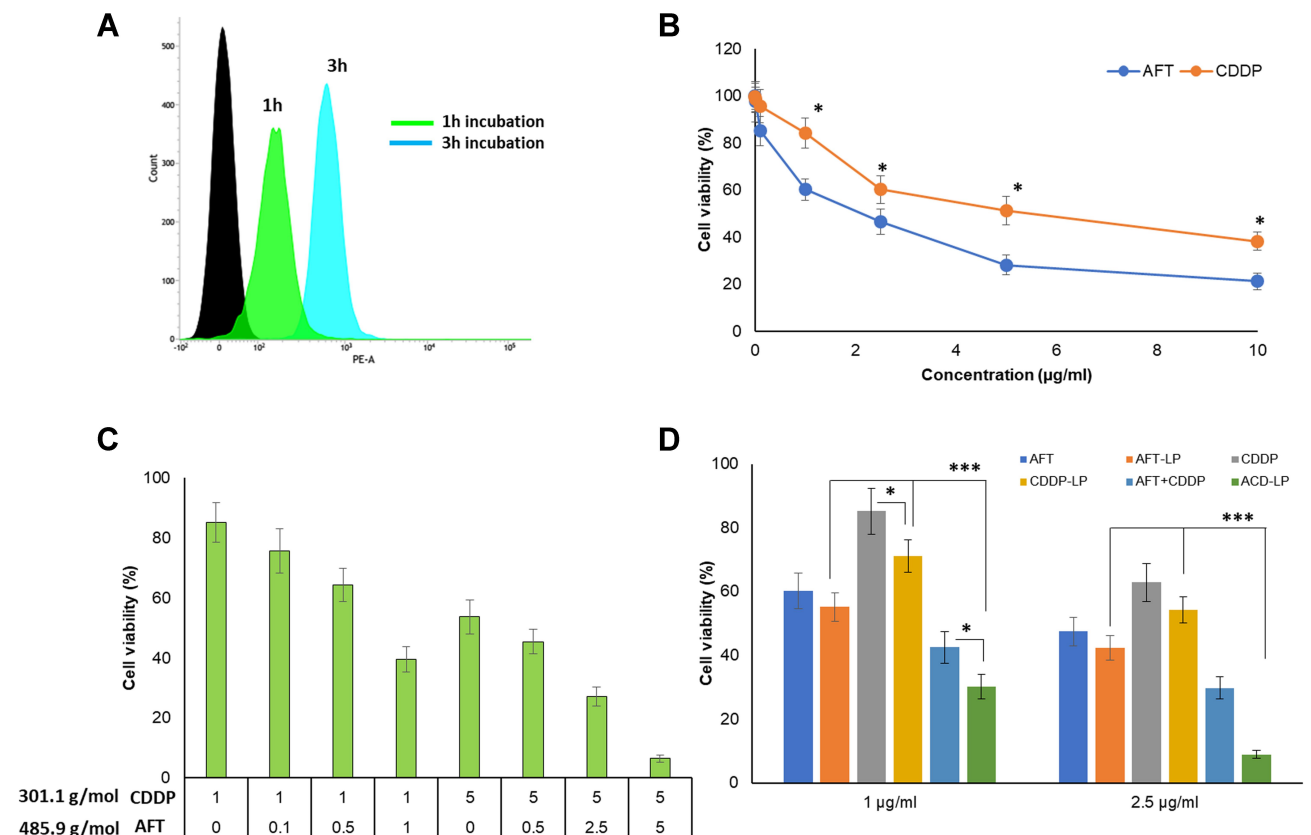 A
500
400
300
200
100
0
Count
1h
3h
1h incubation
3h incubation
-10² 0 10² 10³ 10⁴ 10⁵
PE-A
B
120
100
80
60
40
20
0
Cell viability (%)
AFT CDDP
* * * *
0 2 4 6 8 10
Concentration (µg/ml)
C
100
80
60
40
20
0
Cell viability (%)
301.1 g/mol CDDP 1 1 1 1 5 5 5 5
485.9 g/mol AFT 0 0.1 0.5 1 0 0.5 2.5 5
D
100
80
60
40
20
0
Cell viability (%)
AFT AFT-LP CDDP
CDDP-LP AFT+CDDP ACD-LP
***
*
*
***
1 µg/ml 2.5 µg/ml